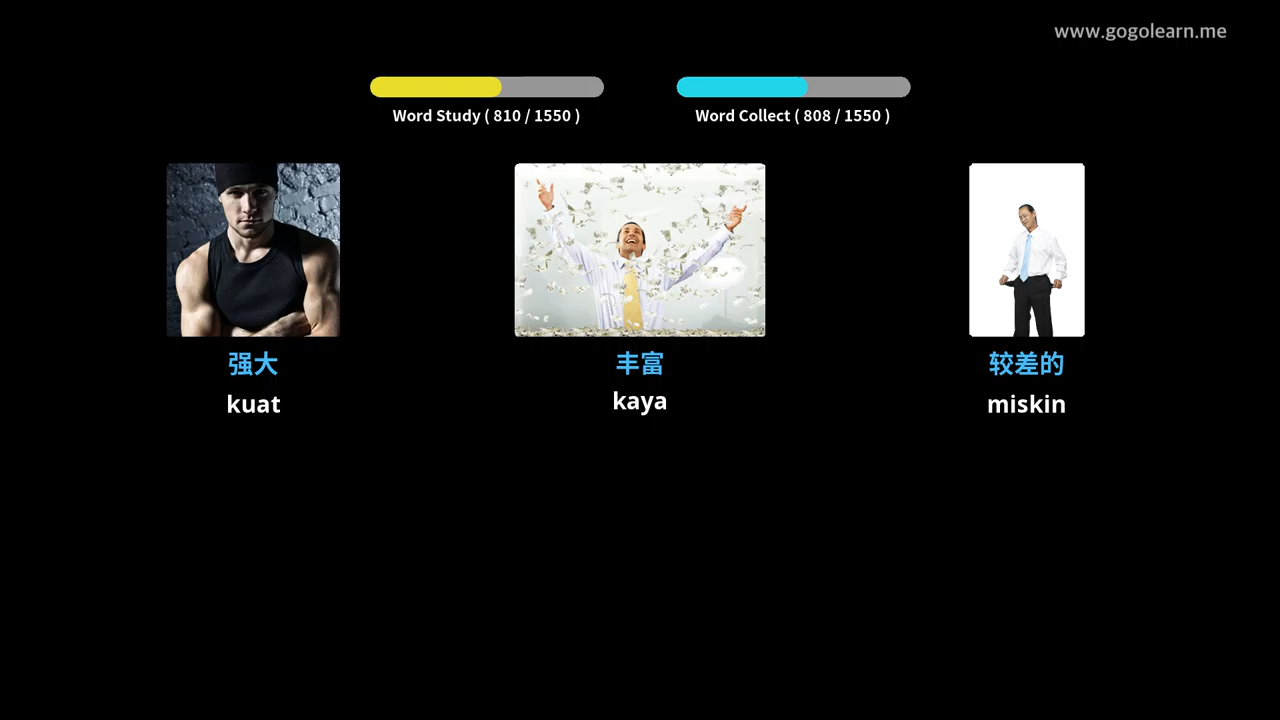 www.gogolearn.me
Word Study ( 810 / 1550 )
Word Collect ( 808 / 1550 )
强大
丰富
较差的
kuat
kaya
miskin